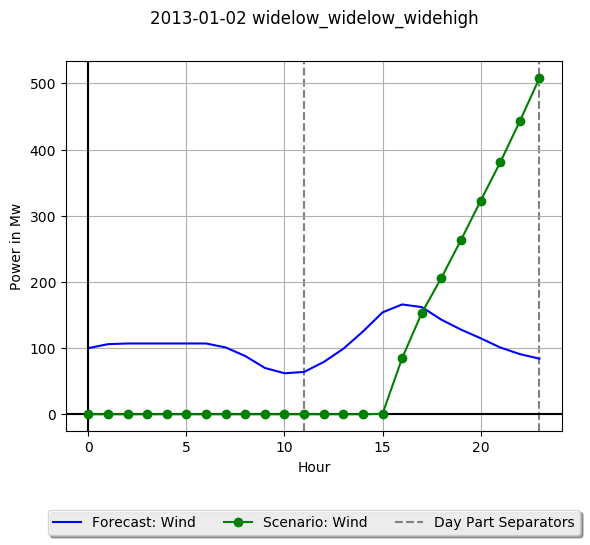 2013-01-02 widelow_widelow_widehigh
Power in Mw
500
400
300
200
100
0
0 5 10 15 20
Hour
Forecast: Wind Scenario: Wind Day Part Separators